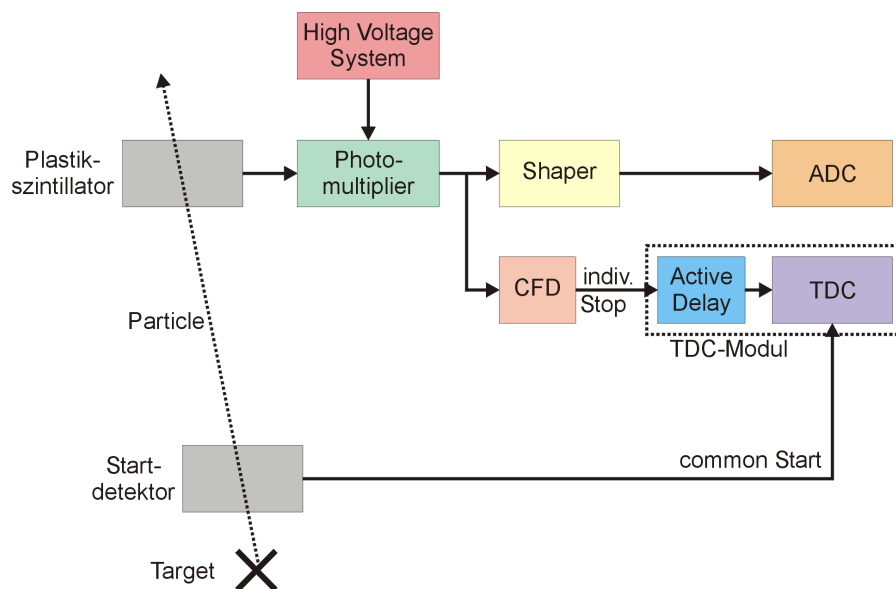 High Voltage
System
Plastik-
szintillator
Photo-
multiplier
Shaper
ADC
CFD
indiv.
Stop
Active
Delay
TDC
TDC-Modul
Particle
Start-
detektor
common Start
Target